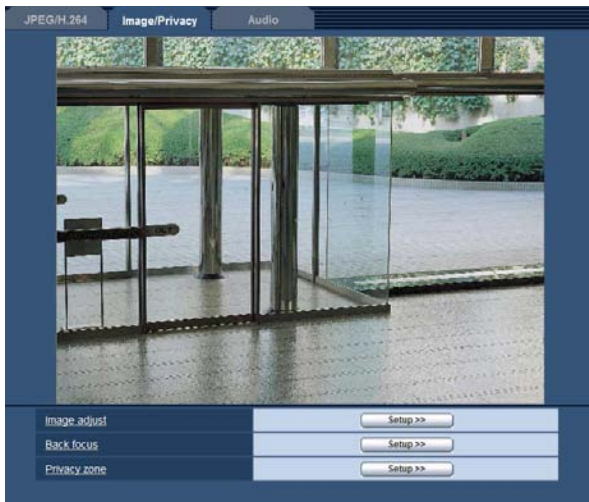 JPEG/H.264 Image/Privacy Audio
Image adjust Setup >>
Back focus Setup >>
Privacy zone Setup >>